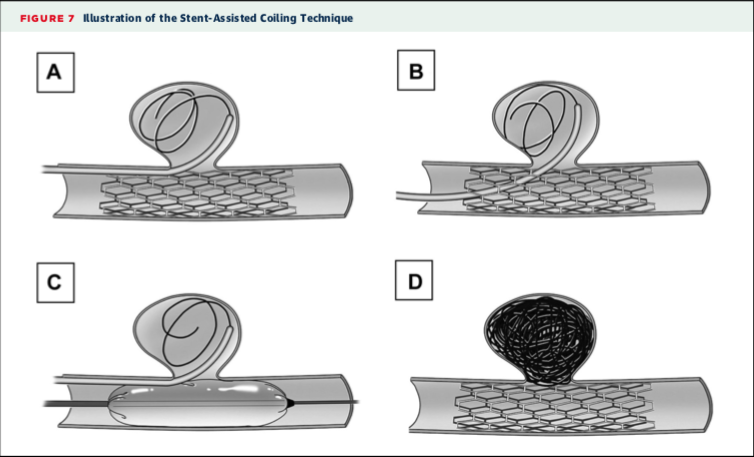 FIGURE 7 Illustration of the Stent-Assisted Coiling Technique
A
B
C
D